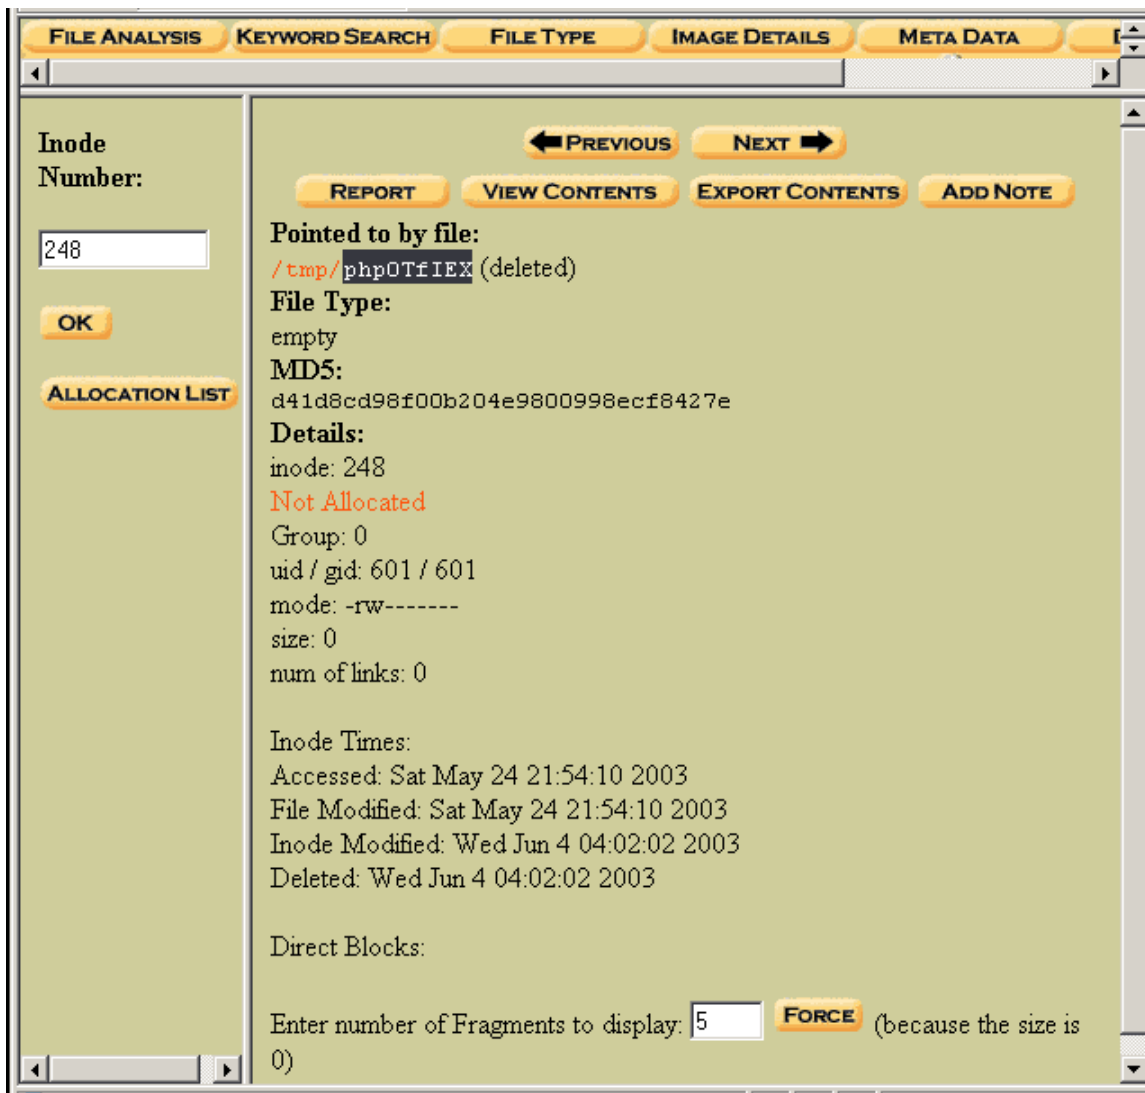 FILE ANALYSIS KEYWORD SEARCH FILE TYPE IMAGE DETAILS META DATA
Inode
Number:
248
OK
ALLOCATION LIST
PREVIOUS NEXT
REPORT VIEW CONTENTS EXPORT CONTENTS ADD NOTE
Pointed to by file:
/tmp/phpOTfIEX (deleted)
File Type:
empty
MD5:
d41d8cd98f00b204e9800998ecf8427e
Details:
inode: 248
Not Allocated
Group: 0
uid / gid: 601 / 601
mode: -rw-------
size: 0
num of links: 0
Inode Times:
Accessed: Sat May 24 21:54:10 2003
File Modified: Sat May 24 21:54:10 2003
Inode Modified: Wed Jun 4 04:02:02 2003
Deleted: Wed Jun 4 04:02:02 2003
Direct Blocks:
Enter number of Fragments to display: 5 FORCE (because the size is
0)